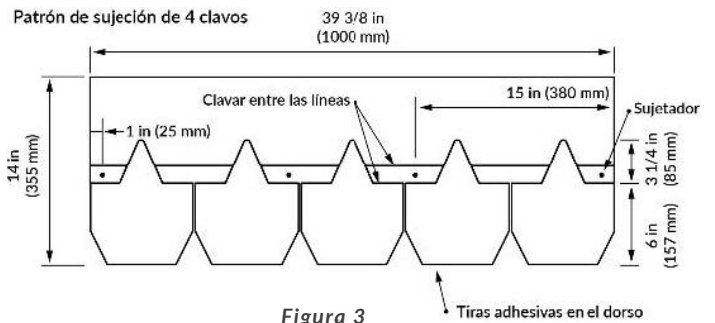 Patrón de sujeción de 4 clavos
39 3/8 in
(1000 mm)
Clavar entre las líneas
15 in (380 mm)
Sujetador
1 in (25 mm)
14 in
(355 mm)
3 1/4 in
(85 mm)
6 in
(157 mm)
Figura 3
Tiras adhesivas en el dorso